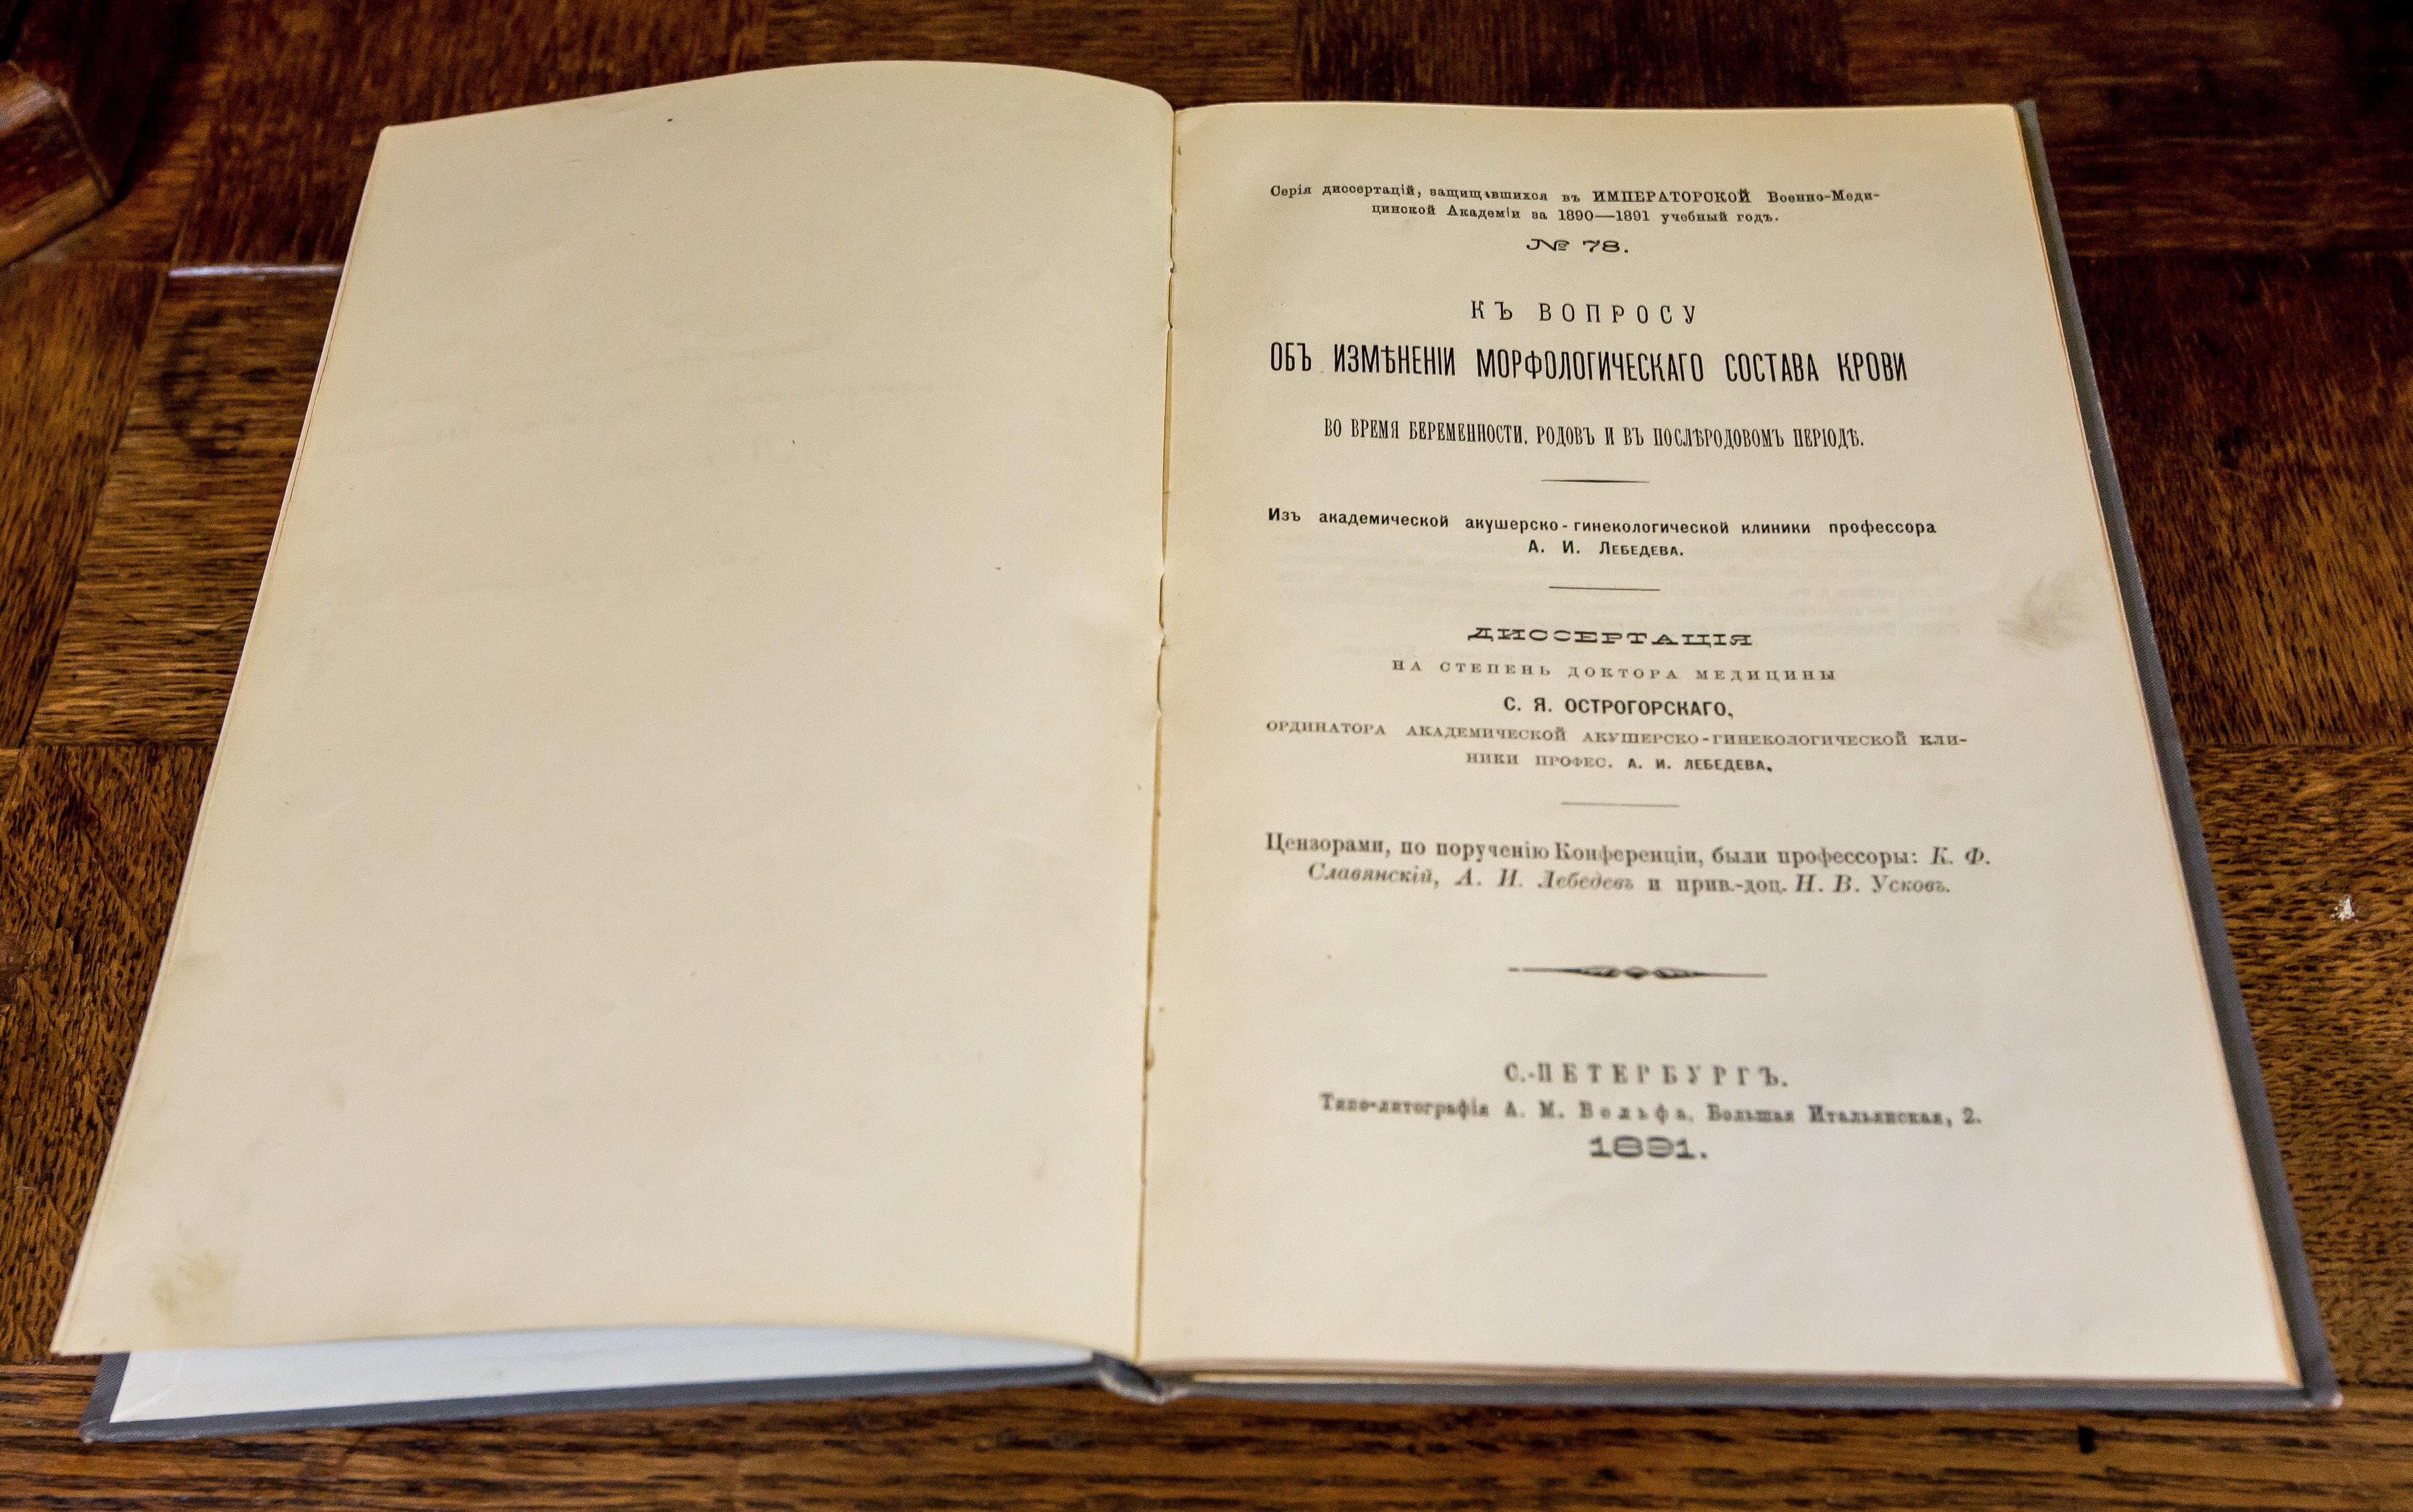 Серія диссертацій, защищавшихся въ ИМПЕРАТОРСКОЙ Военно-Меди-
цинской Академіи за 1890—1891 учебный годъ.
№ 78.
КЪ ВОПРОСУ
ОБЪ ИЗМѢНЕНІИ МОРФОЛОГИЧЕСКАГО СОСТАВА КРОВИ
ВО ВРЕМЯ БЕРЕМЕННОСТИ, РОДОВЪ И ВЪ ПОСЛѢРОДОВОМЪ ПЕРІОДѢ.
Изъ академической акушерско-гинекологической клиники профессора
А. И. ЛЕБЕДЕВА.
ДИССЕРТАЦІЯ
НА СТЕПЕНЬ ДОКТОРА МЕДИЦИНЫ
С. Я. ОСТРОГОРСКАГО,
ОРДИНАТОРА АКАДЕМИЧЕСКОЙ АКУШЕРСКО-ГИНЕКОЛОГИЧЕСКОЙ КЛИ-
НИКИ ПРОФЕС. А. И. ЛЕБЕДЕВА.
Цензорами, по порученію Конференціи, были профессоры: К. Ф.
Славянскій, А. И. Лебедевъ и прив.-доц. Н. В. Усковъ.
С.-ПЕТЕРБУРГЪ.
Типо-литографія А. М. Вольфа, Большая Итальянская, 2.
1891.